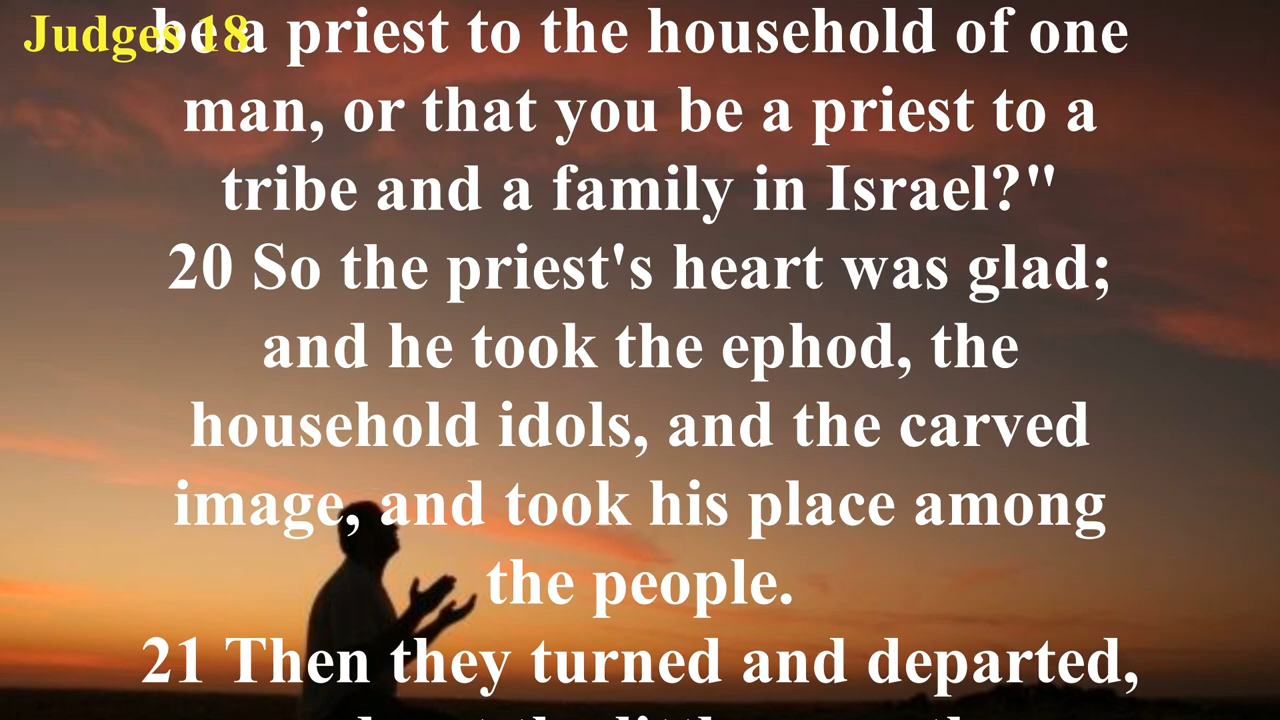 Judges 18
be a priest to the household of one
man, or that you be a priest to a
tribe and a family in Israel?"
20 So the priest's heart was glad;
and he took the ephod, the
household idols, and the carved
image, and took his place among
the people.
21 Then they turned and departed,